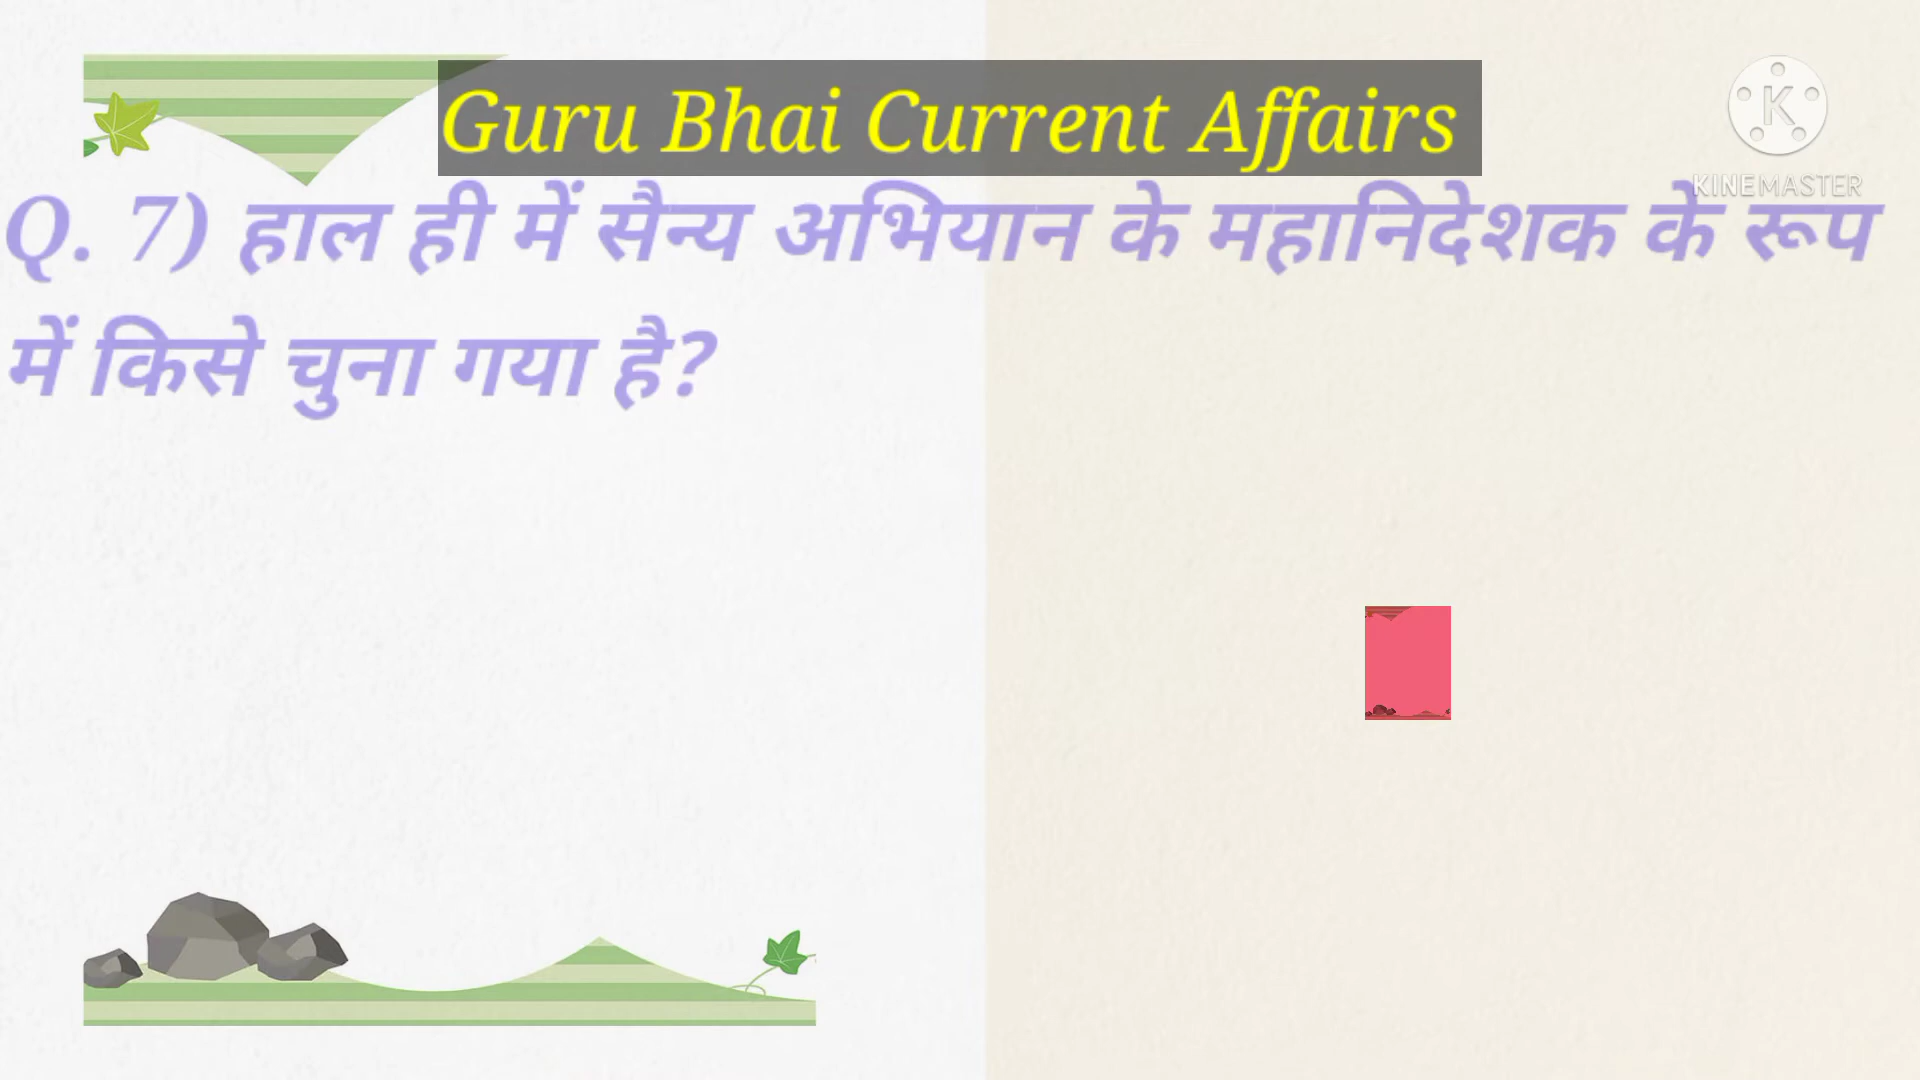 Guru Bhai Current Affairs
K
KINEMASTER
Q. 7) हाल ही में सैन्य अभियान के महानिदेशक के रूप
में किसे चुना गया है?